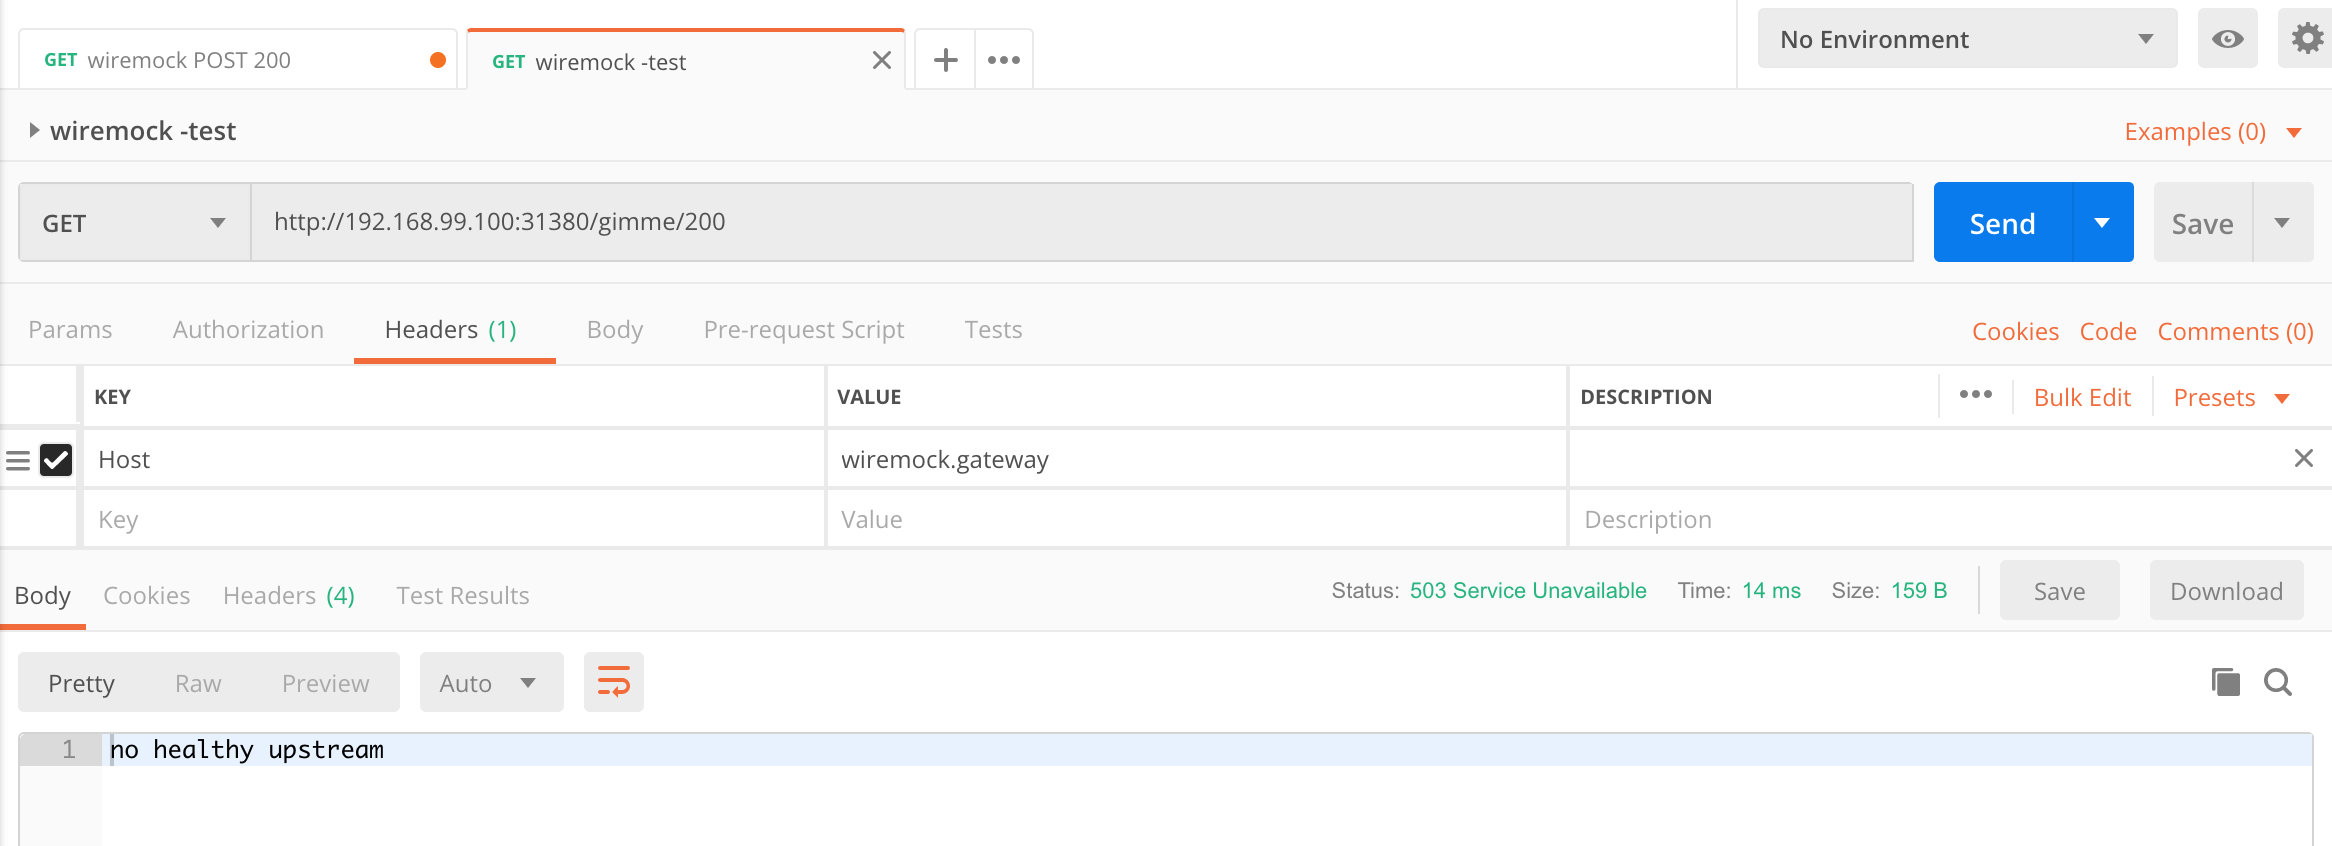 GET wiremock POST 200
GET wiremock -test
No Environment
wiremock -test
Examples (0)
GET
http://192.168.99.100:31380/gimme/200
Send
Save
Params Authorization Headers (1) Body Pre-request Script Tests
Cookies Code Comments (0)
KEY VALUE DESCRIPTION
Bulk Edit Presets
Host wiremock.gateway
Key Value Description
Body Cookies Headers (4) Test Results
Status: 503 Service Unavailable Time: 14 ms Size: 159 B
Save Download
Pretty Raw Preview
Auto
1 no healthy upstream